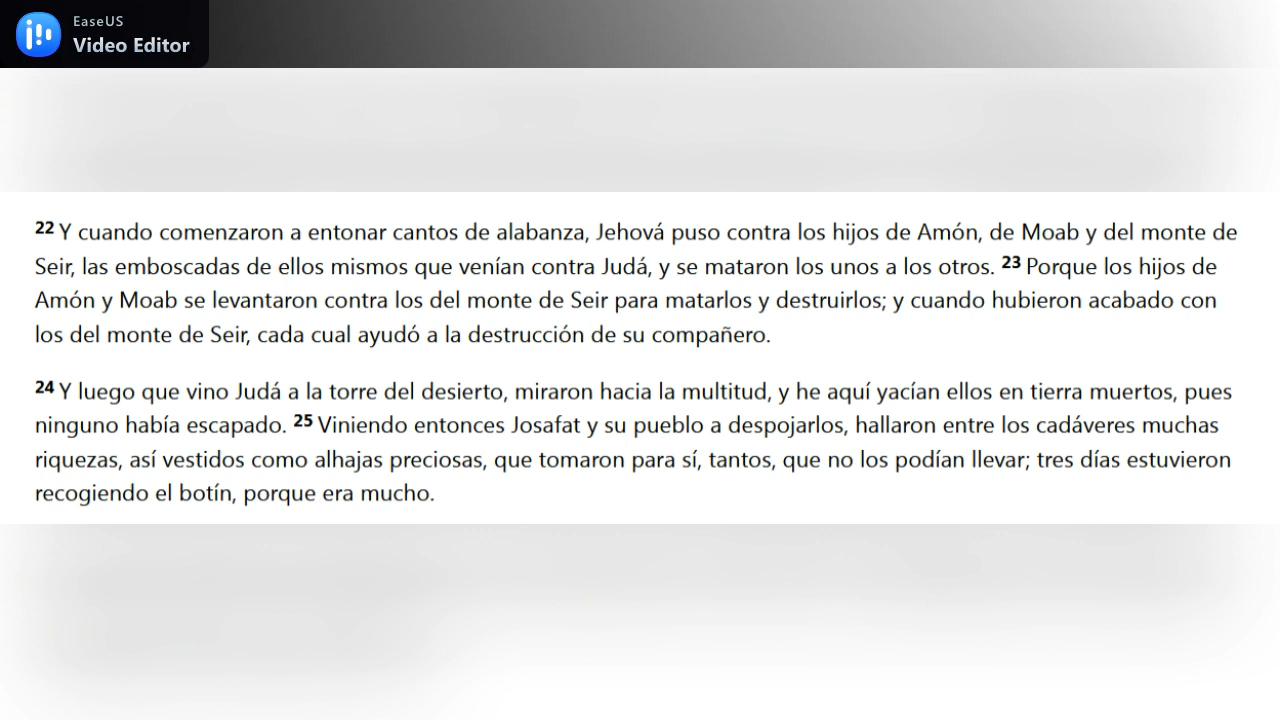 EaseUS
Video Editor
22 Y cuando comenzaron a entonar cantos de alabanza, Jehová puso contra los hijos de Amón, de Moab y del monte de
Seir, las emboscadas de ellos mismos que venían contra Judá, y se mataron los unos a los otros. 23 Porque los hijos de
Amón y Moab se levantaron contra los del monte de Seir para matarlos y destruirlos; y cuando hubieron acabado con
los del monte de Seir, cada cual ayudó a la destrucción de su compañero.
24 Y luego que vino Judá a la torre del desierto, miraron hacia la multitud, y he aquí yacían ellos en tierra muertos, pues
ninguno había escapado. 25 Viniendo entonces Josafat y su pueblo a despojarlos, hallaron entre los cadáveres muchas
riquezas, así vestidos como alhajas preciosas, que tomaron para sí, tantos, que no los podían llevar; tres días estuvieron
recogiendo el botín, porque era mucho.